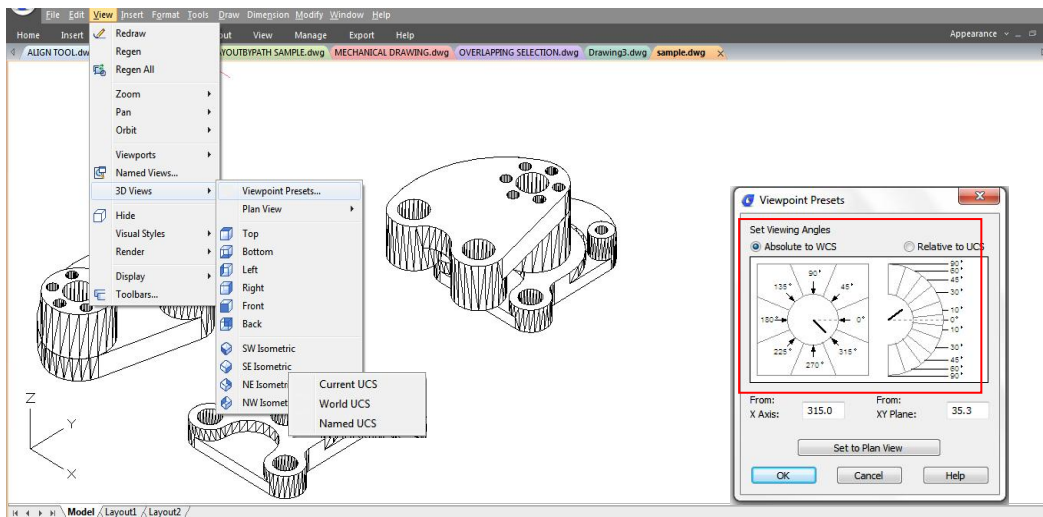 File Edit View Insert Format Tools Draw Dimension Modify Window Help
Home Insert out View Manage Export Help Appearance
ALIGN TOOL.dw YOUTBYPATH SAMPLE.dwg MECHANICAL DRAWING.dwg OVERLAPPING SELECTION.dwg Drawing3.dwg sample.dwg
Redraw
Regen
Regen All
Zoom
Pan
Orbit
Viewports
Named Views...
3D Views
Hide
Visual Styles
Render
Display
Toolbars...
Viewpoint Presets...
Plan View
Top
Bottom
Left
Right
Front
Back
SW Isometric
SE Isometric
NE Isometri
NW Isomet
Current UCS
World UCS
Named UCS
Viewpoint Presets
Set Viewing Angles
Absolute to WCS Relative to UCS
90°
135° 45°
180° 0°
225° 315°
270°
90°
60°
45°
30°
10°
0°
10°
30°
45°
60°
90°
From: From:
X Axis: 315.0 XY Plane: 35.3
Set to Plan View
OK Cancel Help
Z
Y
X
Model Layout1 Layout2